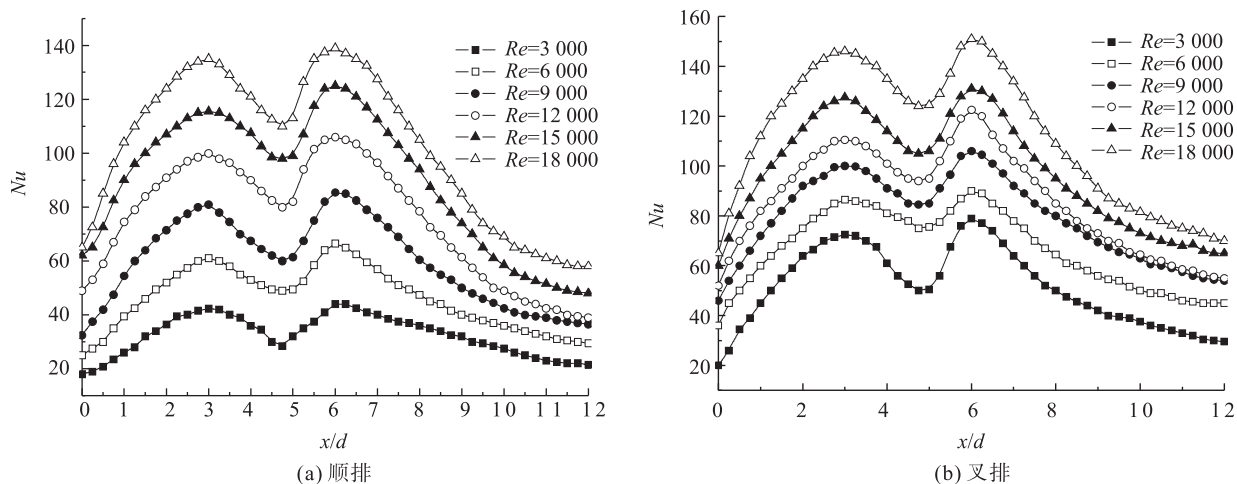 140
120
100
80
60
40
20
Nu
0 1 2 3 4 5 6 7 8 9 10 11 12
x/d
Re=3 000
Re=6 000
Re=9 000
Re=12 000
Re=15 000
Re=18 000
(a) 顺排
160
140
120
100
80
60
40
20
Nu
0 2 4 6 8 10 12
x/d
Re=3 000
Re=6 000
Re=9 000
Re=12 000
Re=15 000
Re=18 000
(b) 叉排